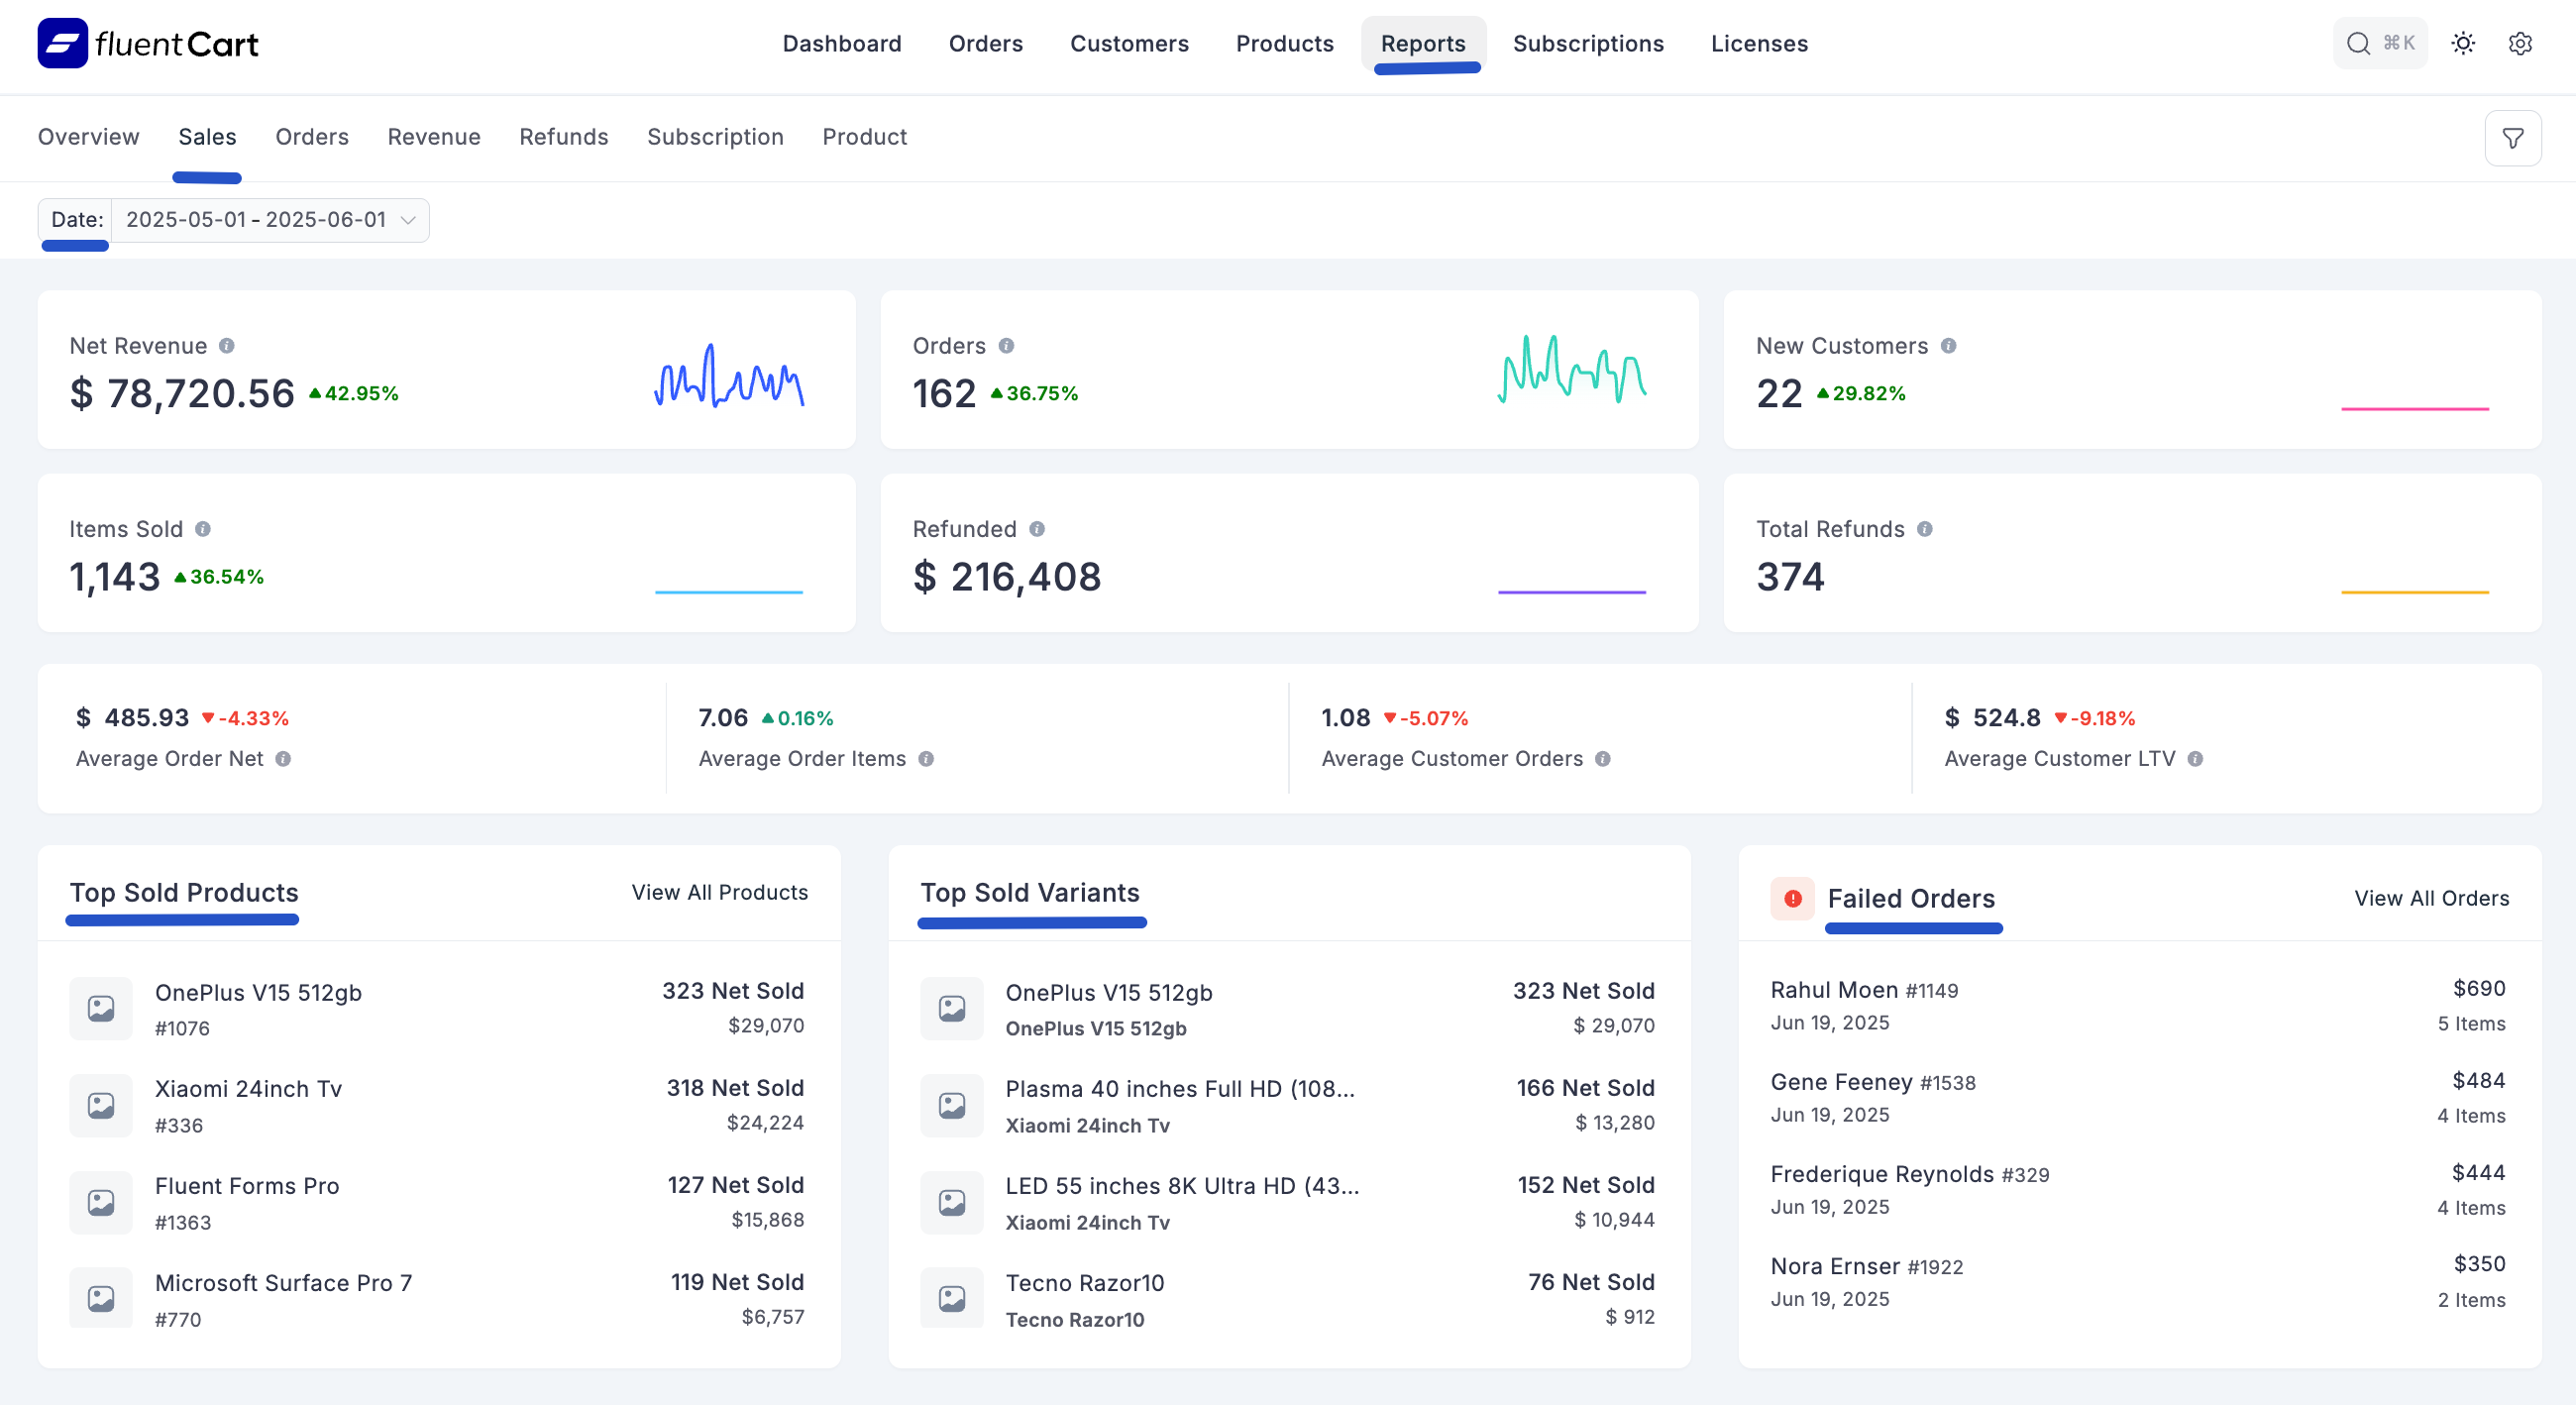 fluentCart
Dashboard Orders Customers Products Reports Subscriptions Licenses
⌘K
Overview Sales Orders Revenue Refunds Subscription Product
Date: 2025-05-01 - 2025-06-01
Net Revenue
$ 78,720.56 42.95%
Orders
162 36.75%
New Customers
22 29.82%
Items Sold
1,143 36.54%
Refunded
$ 216,408
Total Refunds
374
$ 485.93 -4.33%
Average Order Net
7.06 0.16%
Average Order Items
1.08 -5.07%
Average Customer Orders
$ 524.8 -9.18%
Average Customer LTV
Top Sold Products View All Products
OnePlus V15 512gb 323 Net Sold
#1076 $29,070
Xiaomi 24inch Tv 318 Net Sold
#336 $24,224
Fluent Forms Pro 127 Net Sold
#1363 $15,868
Microsoft Surface Pro 7 119 Net Sold
#770 $6,757
Top Sold Variants
OnePlus V15 512gb 323 Net Sold
OnePlus V15 512gb $ 29,070
Plasma 40 inches Full HD (108... 166 Net Sold
Xiaomi 24inch Tv $ 13,280
LED 55 inches 8K Ultra HD (43... 152 Net Sold
Xiaomi 24inch Tv $ 10,944
Tecno Razor10 76 Net Sold
Tecno Razor10 $ 912
Failed Orders View All Orders
Rahul Moen #1149 $690
Jun 19, 2025 5 Items
Gene Feeney #1538 $484
Jun 19, 2025 4 Items
Frederique Reynolds #329 $444
Jun 19, 2025 4 Items
Nora Ernser #1922 $350
Jun 19, 2025 2 Items